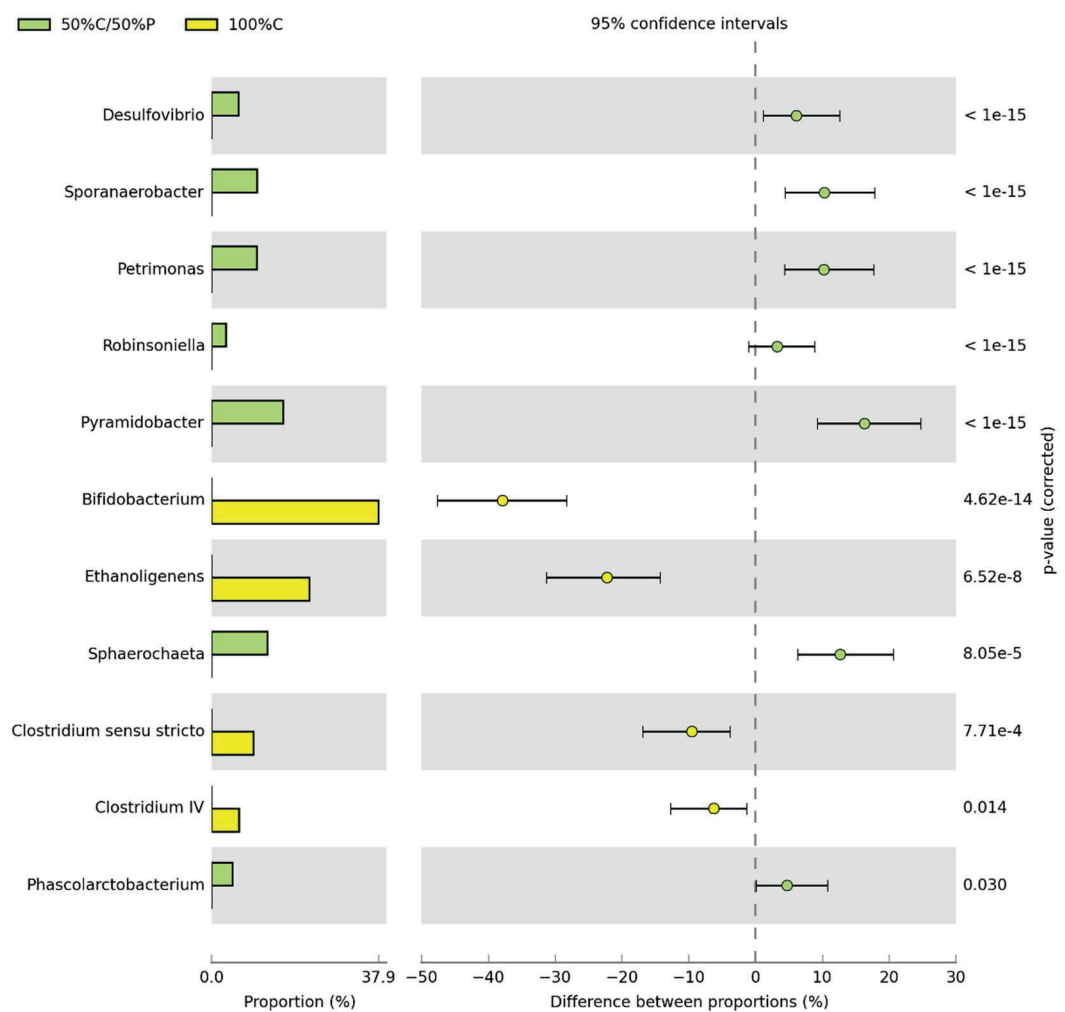 50%C/50%P 100%C 95% confidence intervals
Desulfovibrio < 1e-15
Sporanaerobacter < 1e-15
Petrimonas < 1e-15
Robinsoniella < 1e-15
Pyramidobacter < 1e-15
Bifidobacterium 4.62e-14
Ethanoligenens 6.52e-8
Sphaerochaeta 8.05e-5
Clostridium sensu stricto 7.71e-4
Clostridium IV 0.014
Phascolarctobacterium 0.030
p-value (corrected)
0.0 37.9 −50 −40 −30 −20 −10 0 10 20 30
Proportion (%) Difference between proportions (%)